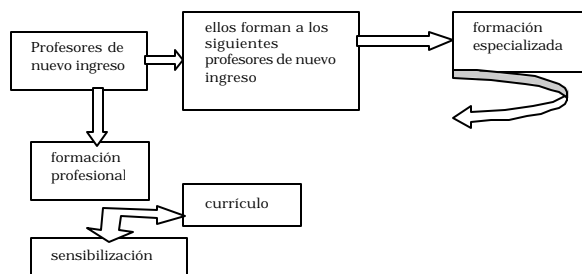 Profesores de
nuevo ingreso
ellos forman a los
siguientes
profesores de nuevo
ingreso
formación
especializada
formación
profesional
currículo
sensibilización